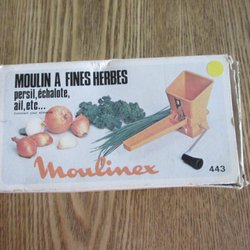 MOULIN A FINES HERBES
persil, échalote,
ail, etc...
Moulinex
443